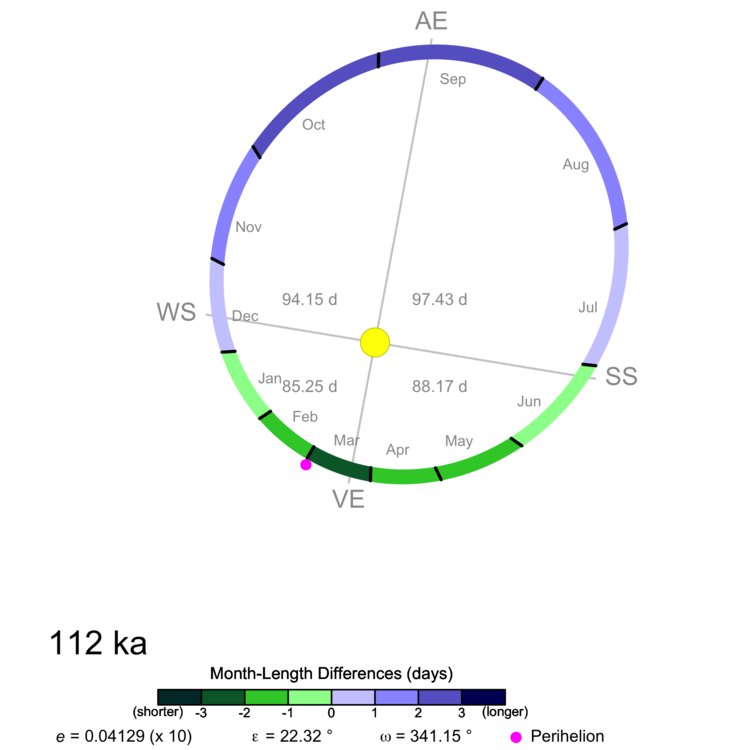 AE
Sep
Oct
Aug
Nov
94.15 d 97.43 d
WS Dec
Jul
Jan 85.25 d 88.17 d SS
Feb Jun
Mar Apr May
VE
112 ka
Month-Length Differences (days)
(shorter) -3 -2 -1 0 1 2 3 (longer)
e = 0.04129 (x 10) ε = 22.32 ° ω = 341.15 ° Perihelion